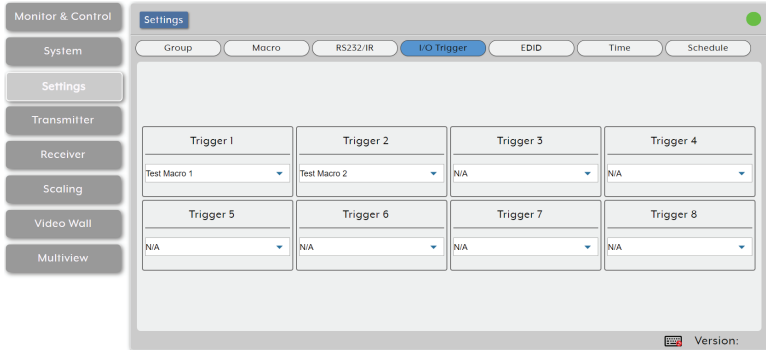 Monitor & Control
System
Settings
Transmitter
Receiver
Scaling
Video Wall
Multiview
Settings
Group Macro RS232/IR I/O Trigger EDID Time Schedule
Trigger 1 Trigger 2 Trigger 3 Trigger 4
Test Macro 1 Test Macro 2 N/A N/A
Trigger 5 Trigger 6 Trigger 7 Trigger 8
N/A N/A N/A N/A
Version: